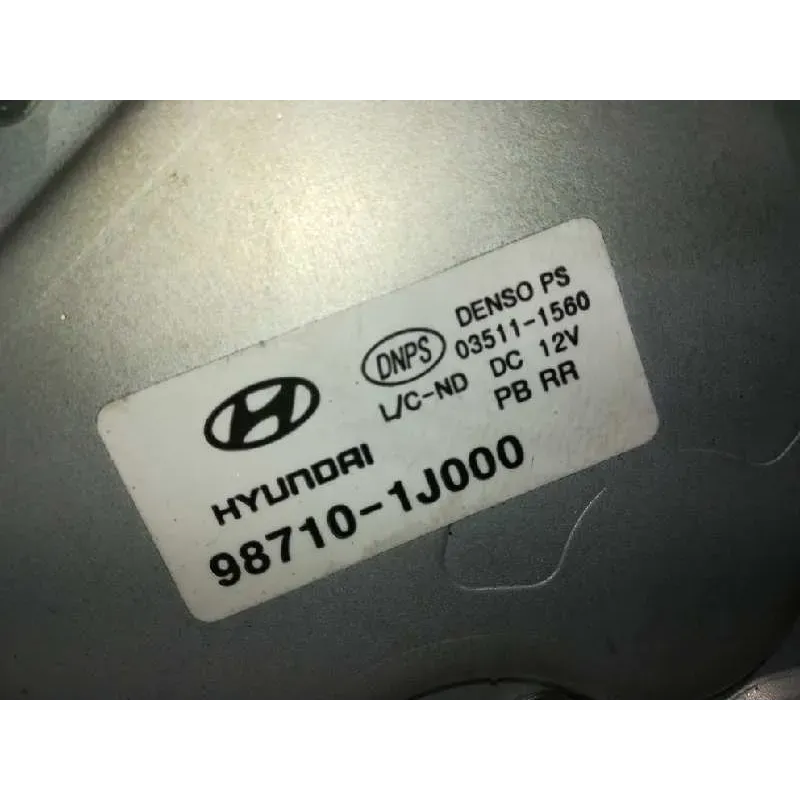 DENSO PS
DNPS 03511-1560
L/C-ND DC 12V
PB RR
HYUNDAI
98710-1J000